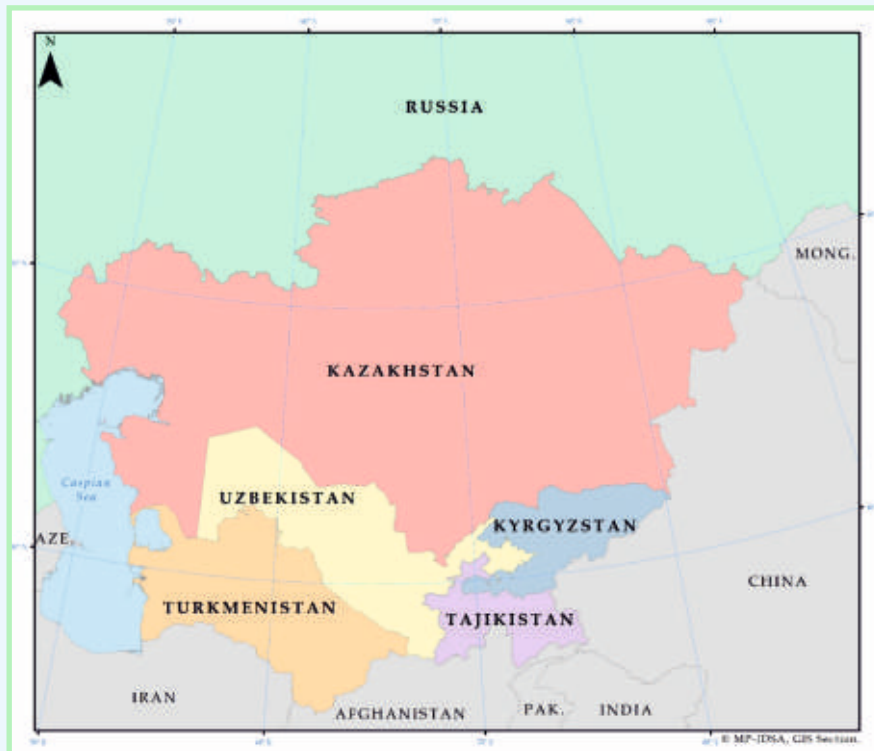 N
RUSSIA
MONG.
KAZAKHSTAN
Caspian
Sea
UZBEKISTAN
KYRGYZSTAN
AZE.
CHINA
TURKMENISTAN
TAJIKISTAN
IRAN
AFGHANISTAN
PAK.
INDIA
© MP-IDSA, GIS Section.